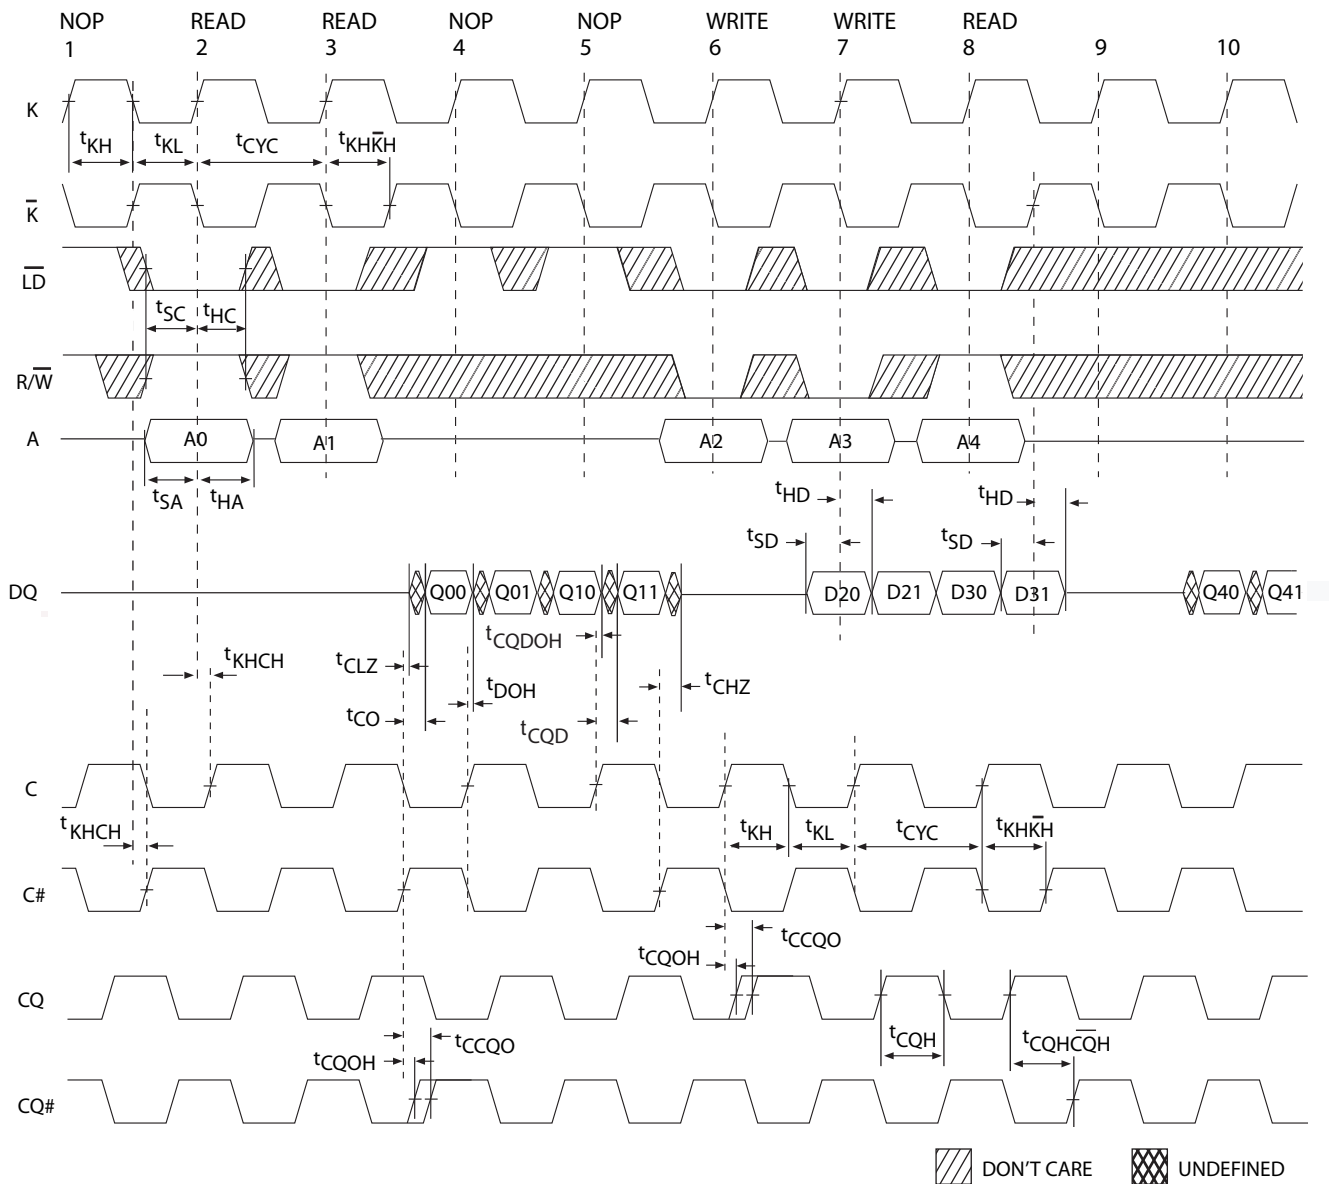 NOP READ READ NOP NOP WRITE WRITE READ
1 2 3 4 5 6 7 8 9 10
K
tKH tKL tCYC tKHK̅H
K̅
L̅D̅
tSC tHC
R/W̅
A A0 A1 A2 A3 A4
tSA tHA tHD tHD
tSD tSD
DQ Q00 Q01 Q10 Q11 D20 D21 D30 D31 Q40 Q41
tCQDOH
tKHCH tCLZ tDOH tCHZ
tCO tCQD
C
tKHCH tKH tKL tCYC tKHK̅H
C#
tCCQO
tCQOH
CQ
tCCQO tCQH tCQHC̅Q̅H
tCQOH
CQ#
DON'T CARE UNDEFINED